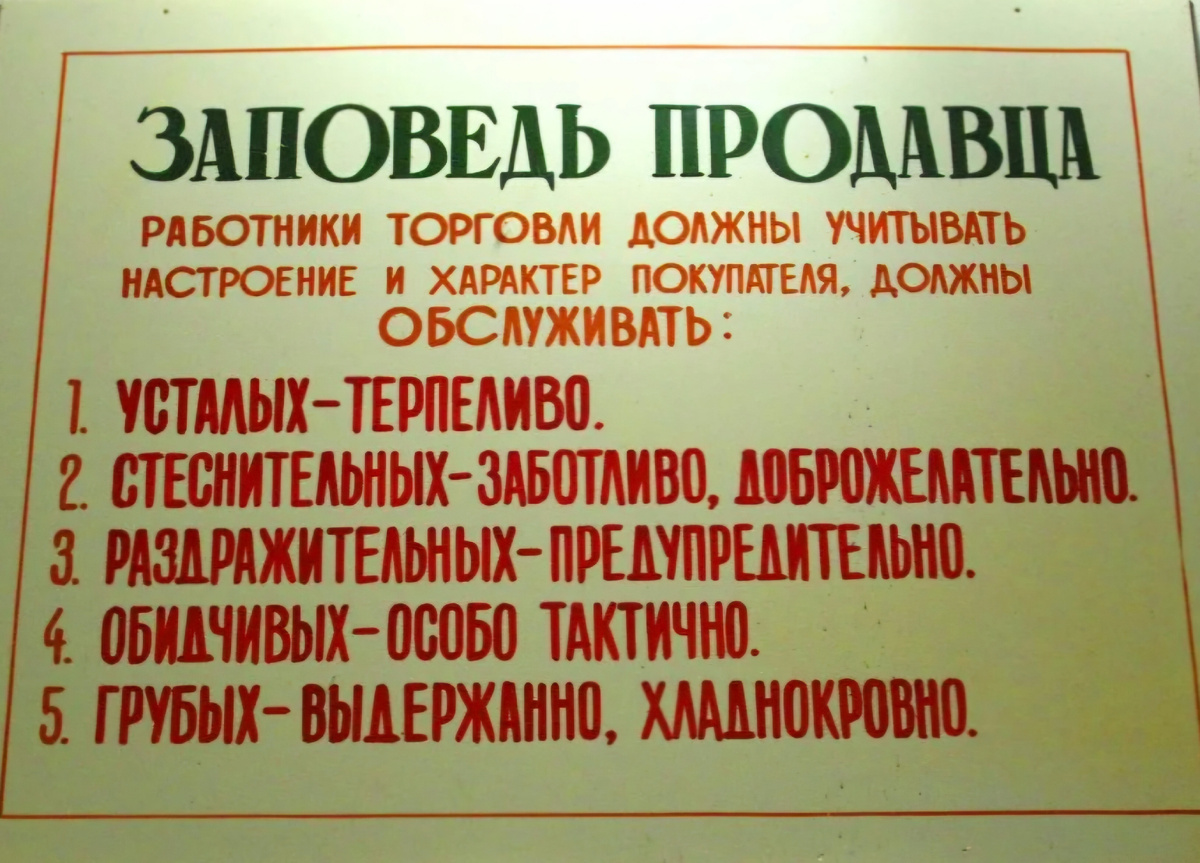 ЗАПОВЕДЬ ПРОДАВЦА
РАБОТНИКИ ТОРГОВЛИ ДОЛЖНЫ УЧИТЫВАТЬ
НАСТРОЕНИЕ И ХАРАКТЕР ПОКУПАТЕЛЯ, ДОЛЖНЫ
ОБСЛУЖИВАТЬ:
1. УСТАЛЫХ-ТЕРПЕЛИВО.
2. СТЕСНИТЕЛЬНЫХ-ЗАБОТЛИВО, ДОБРОЖЕЛАТЕЛЬНО.
3. РАЗДРАЖИТЕЛЬНЫХ-ПРЕДУПРЕДИТЕЛЬНО.
4. ОБИДЧИВЫХ-ОСОБО ТАКТИЧНО.
5. ГРУБЫХ-ВЫДЕРЖАННО, ХЛАДНОКРОВНО.